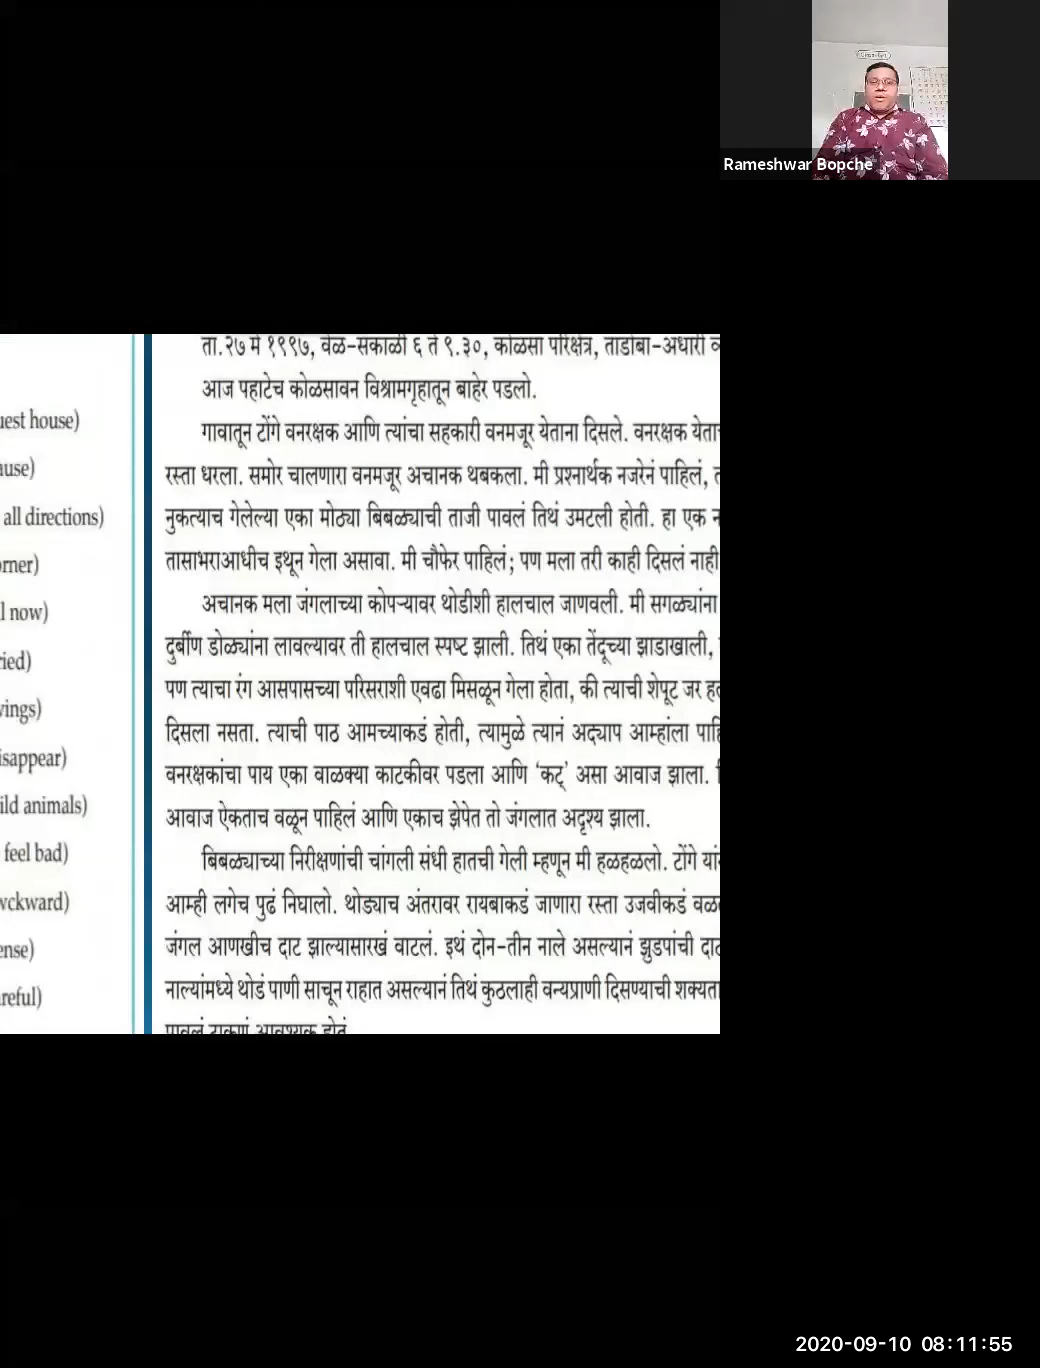 Rameshwar Bopche
uest house)
ause)
all directions)
orner)
l now)
ried)
wings)
isappear)
ild animals)
feel bad)
wckward)
ense)
areful)
ता.२७ मे १९९७, वेळ-सकाळी ६ ते ९.३०, कोळसा परिक्षेत्र, ताडोबा-अंधारी
आज पहाटेच कोळसावन विश्रामगृहातून बाहेर पडलो.
गावातून टोंगे वनरक्षक आणि त्यांचा सहकारी वनमजूर येताना दिसले. वनरक्षक
रस्ता धरला. समोर चालणारा वनमजूर अचानक थबकला. मी प्रश्नार्थक नजरेनं पाहिलं,
नुकत्याच गेलेल्या एका मोठ्या बिबळ्याची ताजी पावलं तिथं उमटली होती. हा एक
तासाभराआधीच इथून गेला असावा. मी चौफेर पाहिलं; पण मला तरी काही दिसलं नाही
अचानक मला जंगलाच्या कोपऱ्यावर थोडीशी हालचाल जाणवली. मी सगळ्यांना
दुर्बीण डोळ्यांना लावल्यावर ती हालचाल स्पष्ट झाली. तिथं एका तेंदूच्या झाडाखाली,
पण त्याचा रंग आसपासच्या परिसराशी एवढा मिसळून गेला होता, की त्याची शेपूट जर
दिसला नसता. त्याची पाठ आमच्याकडं होती, त्यामुळे त्यानं अद्याप आम्हांला
वनरक्षकांचा पाय एका वाळक्या काटकीवर पडला आणि ‘कट्’ असा आवाज झाला.
आवाज ऐकताच वळून पाहिलं आणि एकाच झेपेत तो जंगलात अदृश्य झाला.
बिबळ्याच्या निरीक्षणांची चांगली संधी हातची गेली म्हणून मी हळहळलो. टोंगे
आम्ही लगेच पुढं निघालो. थोड्याच अंतरावर रायबाकडं जाणारा रस्ता उजवीकडं
जंगल आणखीच दाट झाल्यासारखं वाटलं. इथं दोन-तीन नाले असल्यानं झुडपांची
नाल्यांमध्ये थोडं पाणी साचून राहात असल्यानं तिथं कुठलाही वन्यप्राणी दिसण्याची शक्यता
पावलं टाकणं आवश्यक होतं
2020-09-10 08:11:55